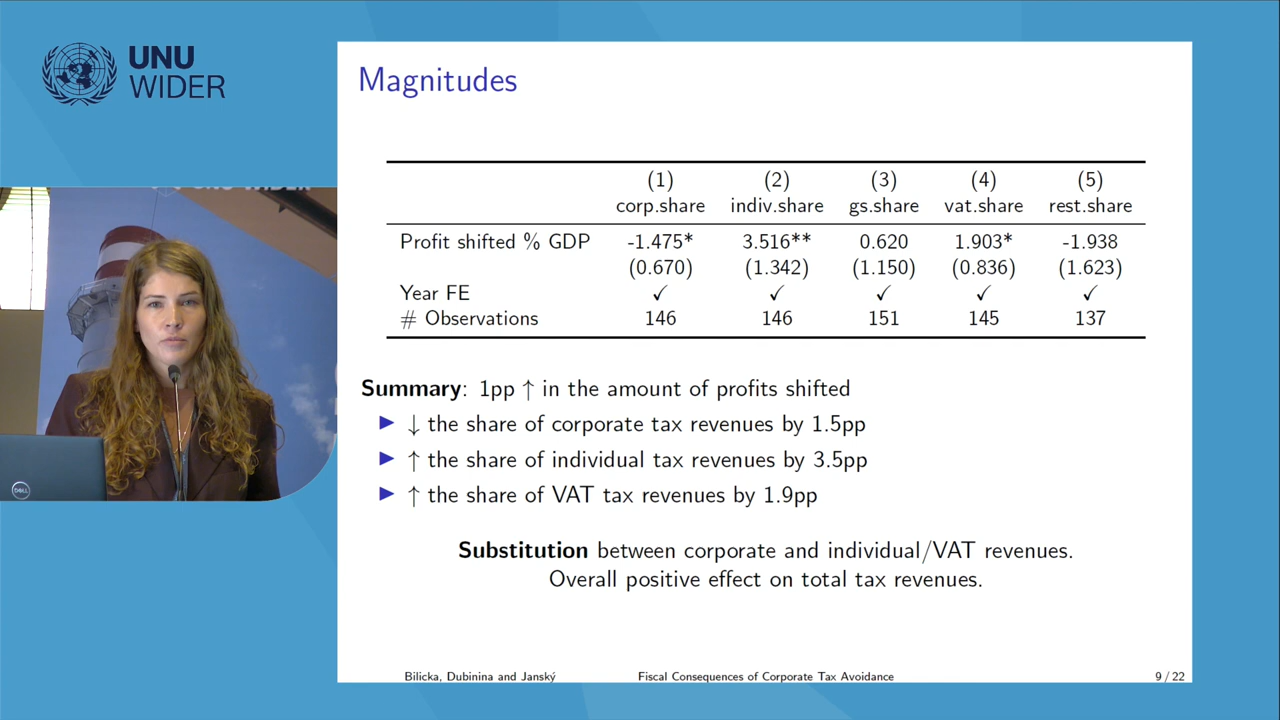 UNU
WIDER
UNU WIDER
DELL
Magnitudes
(1) (2) (3) (4) (5)
corp.share indiv.share gs.share vat.share rest.share
Profit shifted % GDP -1.475* 3.516** 0.620 1.903* -1.938
(0.670) (1.342) (1.150) (0.836) (1.623)
Year FE ✓ ✓ ✓ ✓ ✓
# Observations 146 146 151 145 137
Summary: 1pp ↑ in the amount of profits shifted
▶ ↓ the share of corporate tax revenues by 1.5pp
▶ ↑ the share of individual tax revenues by 3.5pp
▶ ↑ the share of VAT tax revenues by 1.9pp
Substitution between corporate and individual/VAT revenues.
Overall positive effect on total tax revenues.
Bilicka, Dubinina and Janský Fiscal Consequences of Corporate Tax Avoidance 9 / 22